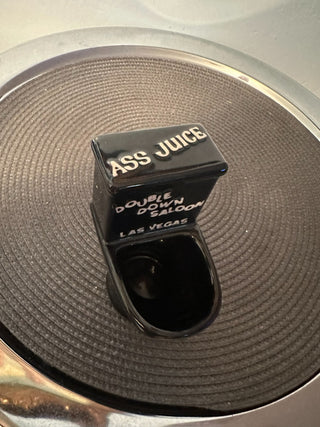 ASS JUICE
DOUBLE
DOWN
SALOON
LAS VEGAS